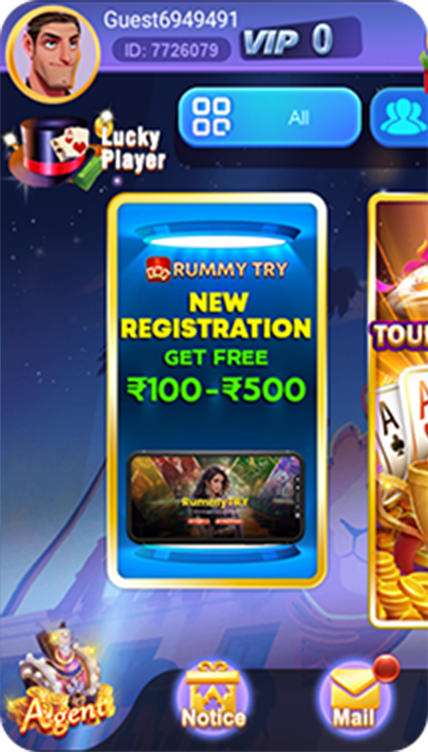 Guest6949491
ID: 7726079
VIP 0
All
Lucky
Player
RUMMY TRY
NEW
REGISTRATION
GET FREE
₹100-₹500
RummyTRY
TOUR
A
A
Agent
Notice
Mail